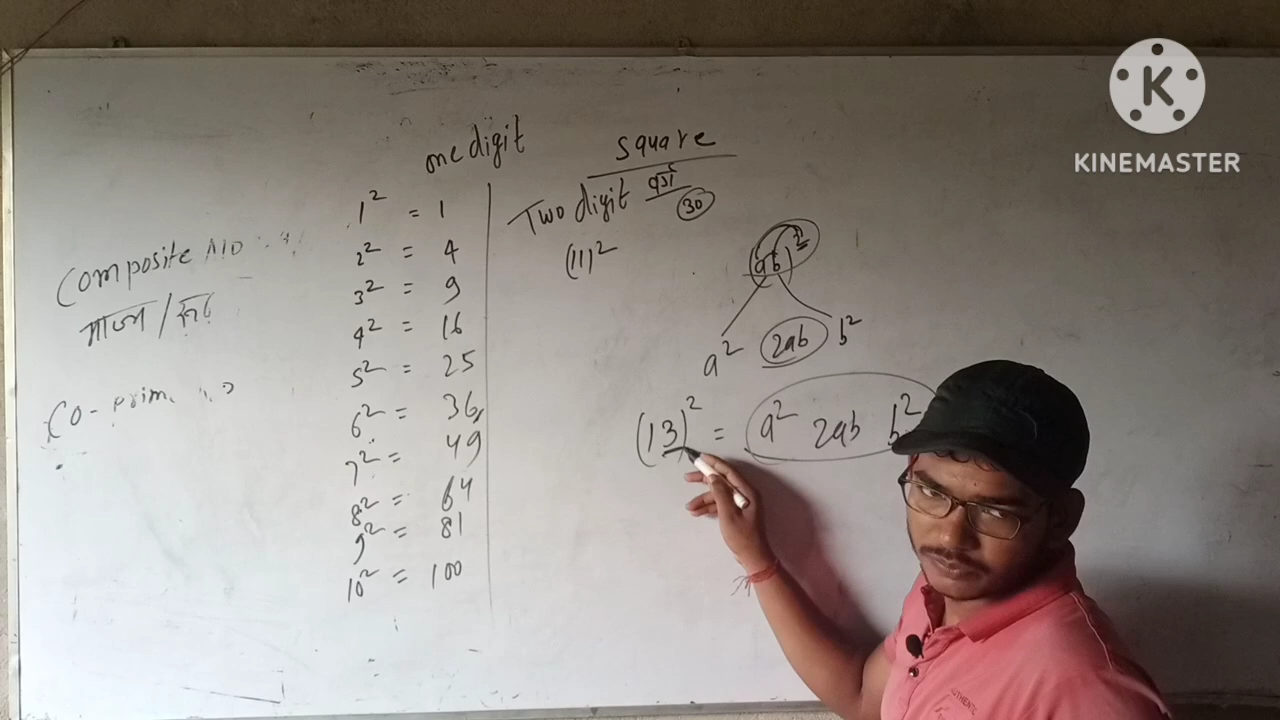 KINEMASTER
square
वर्ग
one digit
1² = 1
2² = 4
3² = 9
4² = 16
5² = 25
6² = 36
7² = 49
8² = 64
9² = 81
10² = 100
Two digit
30
(11)²
(ab)²
a² 2ab b²
(13)² = a² 2ab b²
Composite No
भाज्य / रूढ़
Co-prim
AUTHENTIC